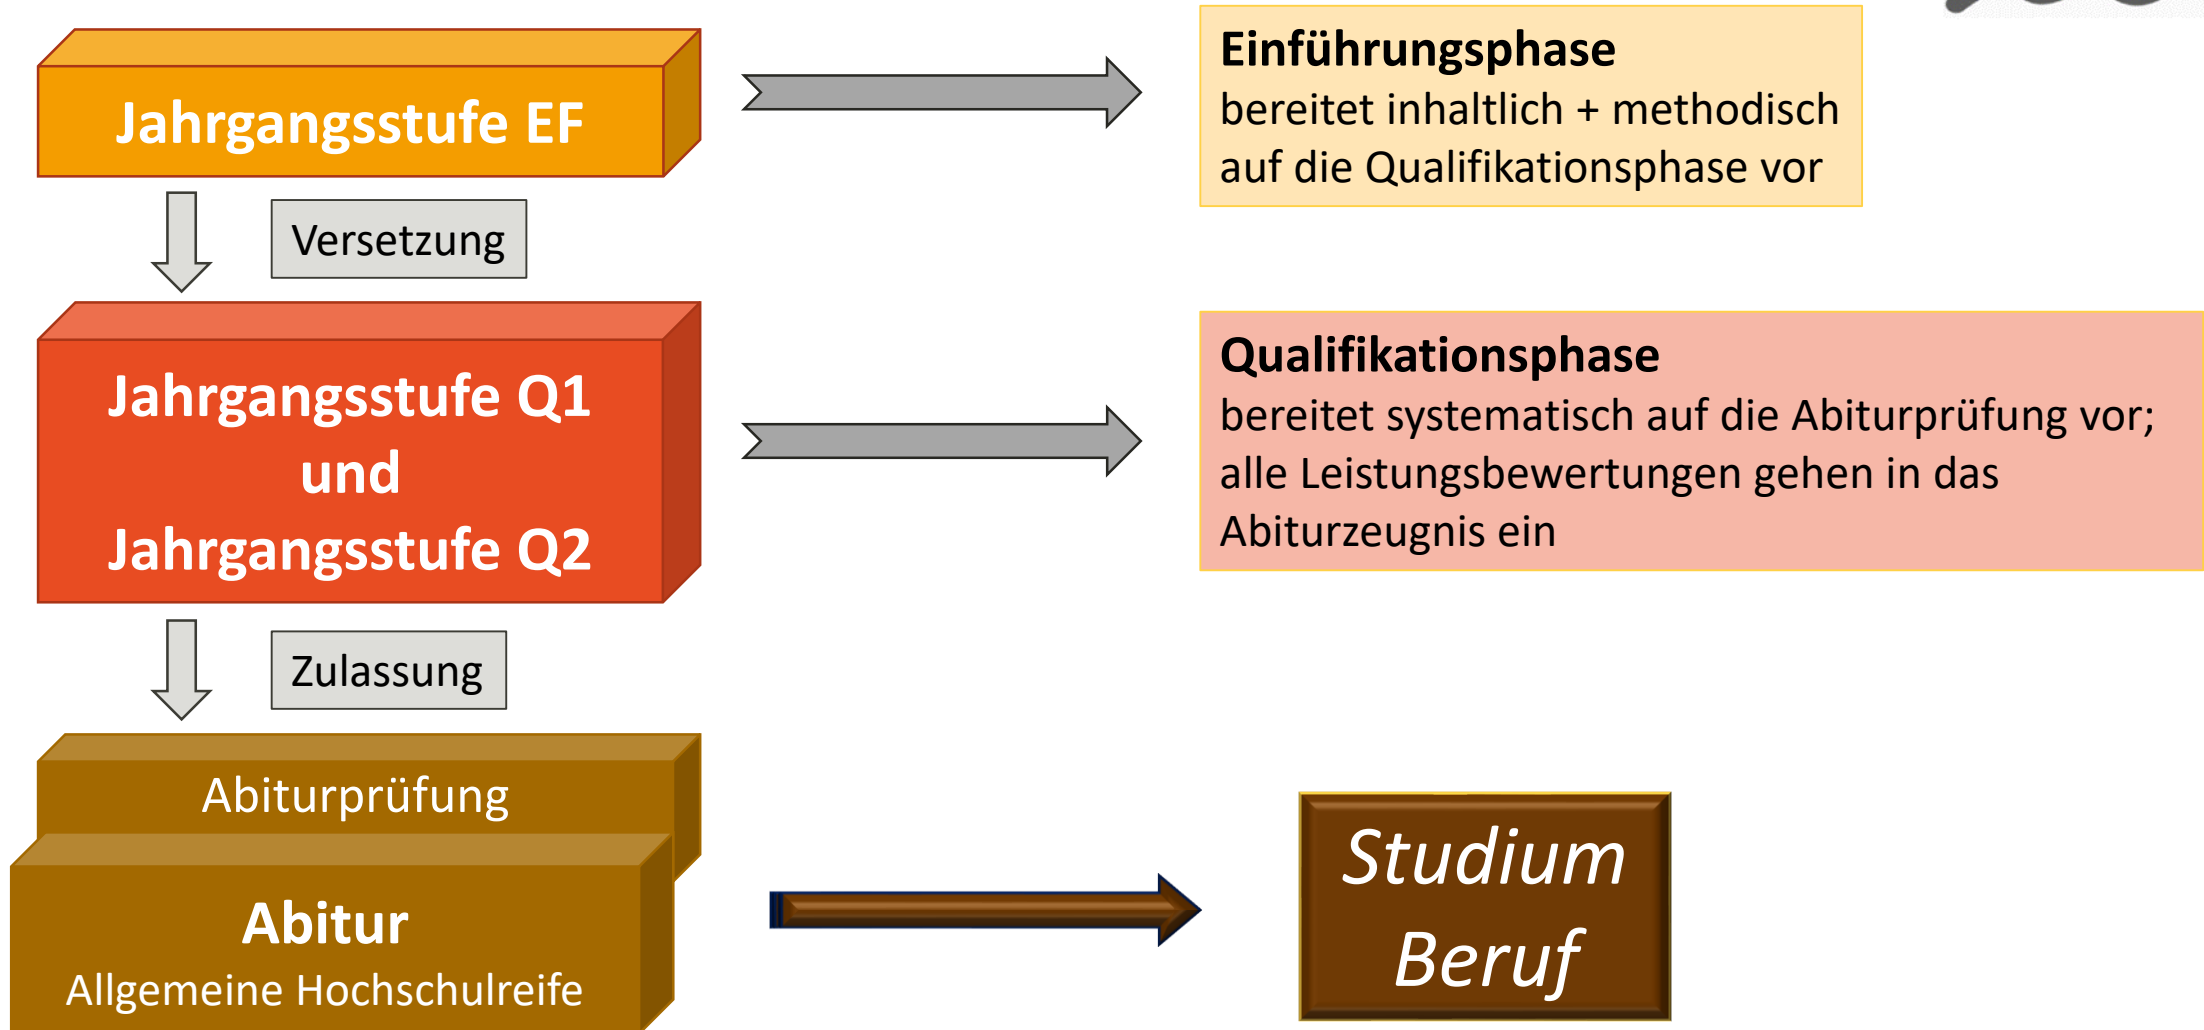 Jahrgangsstufe EF
Einführungsphase
bereitet inhaltlich + methodisch
auf die Qualifikationsphase vor
Versetzung
Jahrgangsstufe Q1
und
Jahrgangsstufe Q2
Qualifikationsphase
bereitet systematisch auf die Abiturprüfung vor;
alle Leistungsbewertungen gehen in das
Abiturzeugnis ein
Zulassung
Abiturprüfung
Abitur
Allgemeine Hochschulreife
Studium
Beruf